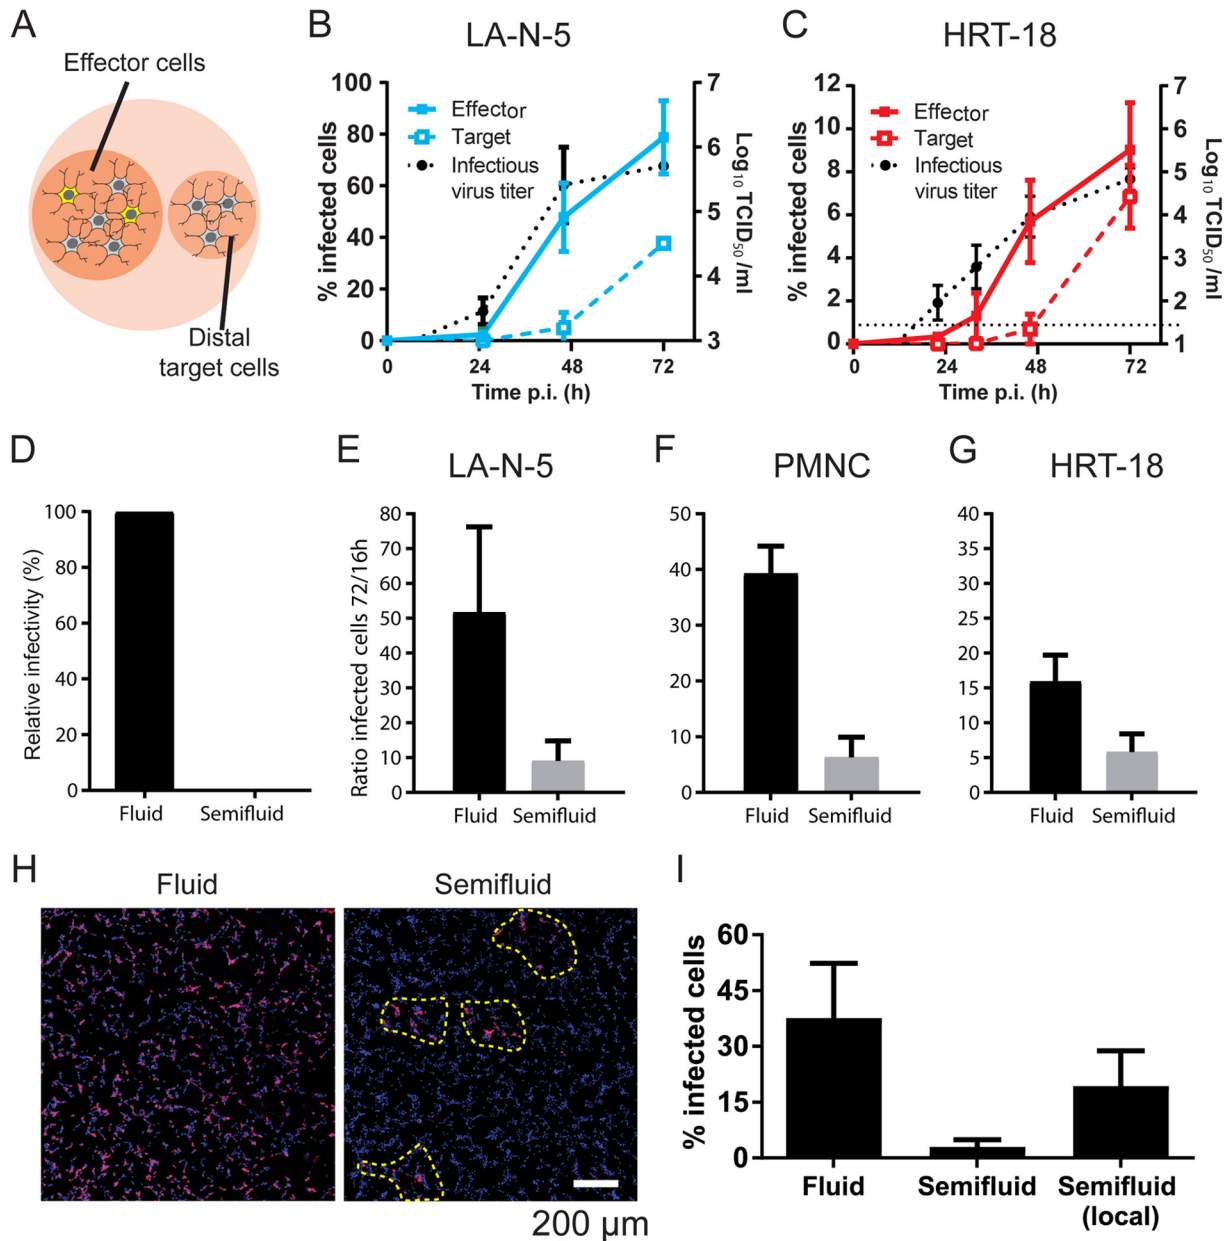 A
Effector cells
Distal
target cells
B
LA-N-5
% infected cells
100
80
60
40
20
0
Effector
Target
Infectious
virus titer
7
6
5
4
3
Log10 TCID50/ml
0 24 48 72
Time p.i. (h)
C
HRT-18
% infected cells
12
10
8
6
4
2
0
Effector
Target
Infectious
virus titer
7
6
5
4
3
2
1
Log10 TCID50/ml
0 24 48 72
Time p.i. (h)
D
Relative infectivity (%)
100
80
60
40
20
0
Fluid Semifluid
E
LA-N-5
Ratio infected cells 72/16h
80
70
60
50
40
30
20
10
0
Fluid Semifluid
F
PMNC
50
40
30
20
10
0
Fluid Semifluid
G
HRT-18
40
35
30
25
20
15
10
5
0
Fluid Semifluid
H
Fluid
Semifluid
200 µm
I
% infected cells
60
45
30
15
0
Fluid Semifluid Semifluid
(local)